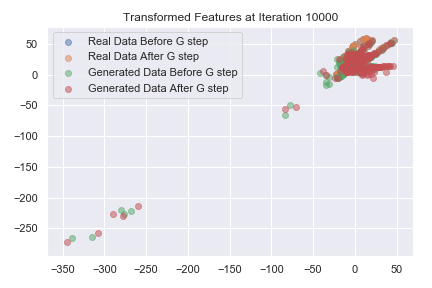 Transformed Features at Iteration 10000
Real Data Before G step
Real Data After G step
Generated Data Before G step
Generated Data After G step
50
0
−50
−100
−150
−200
−250
−350 −300 −250 −200 −150 −100 −50 0 50